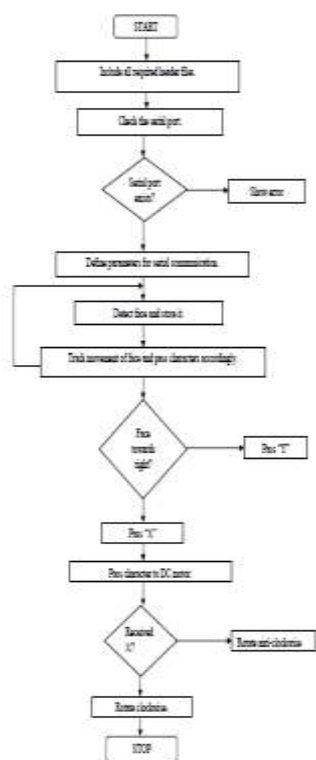 START
Include all required header files.
Check the serial port
Serial port
errors?
Show error
Define parameters for serial communication
Detect face and store it
Track movement of face and pass characters accordingly
Face
towards
right?
Pass
Pass "X"
Pass character to DC motor
Received
X?
Rotate anti-clockwise
Rotate clockwise
STOP